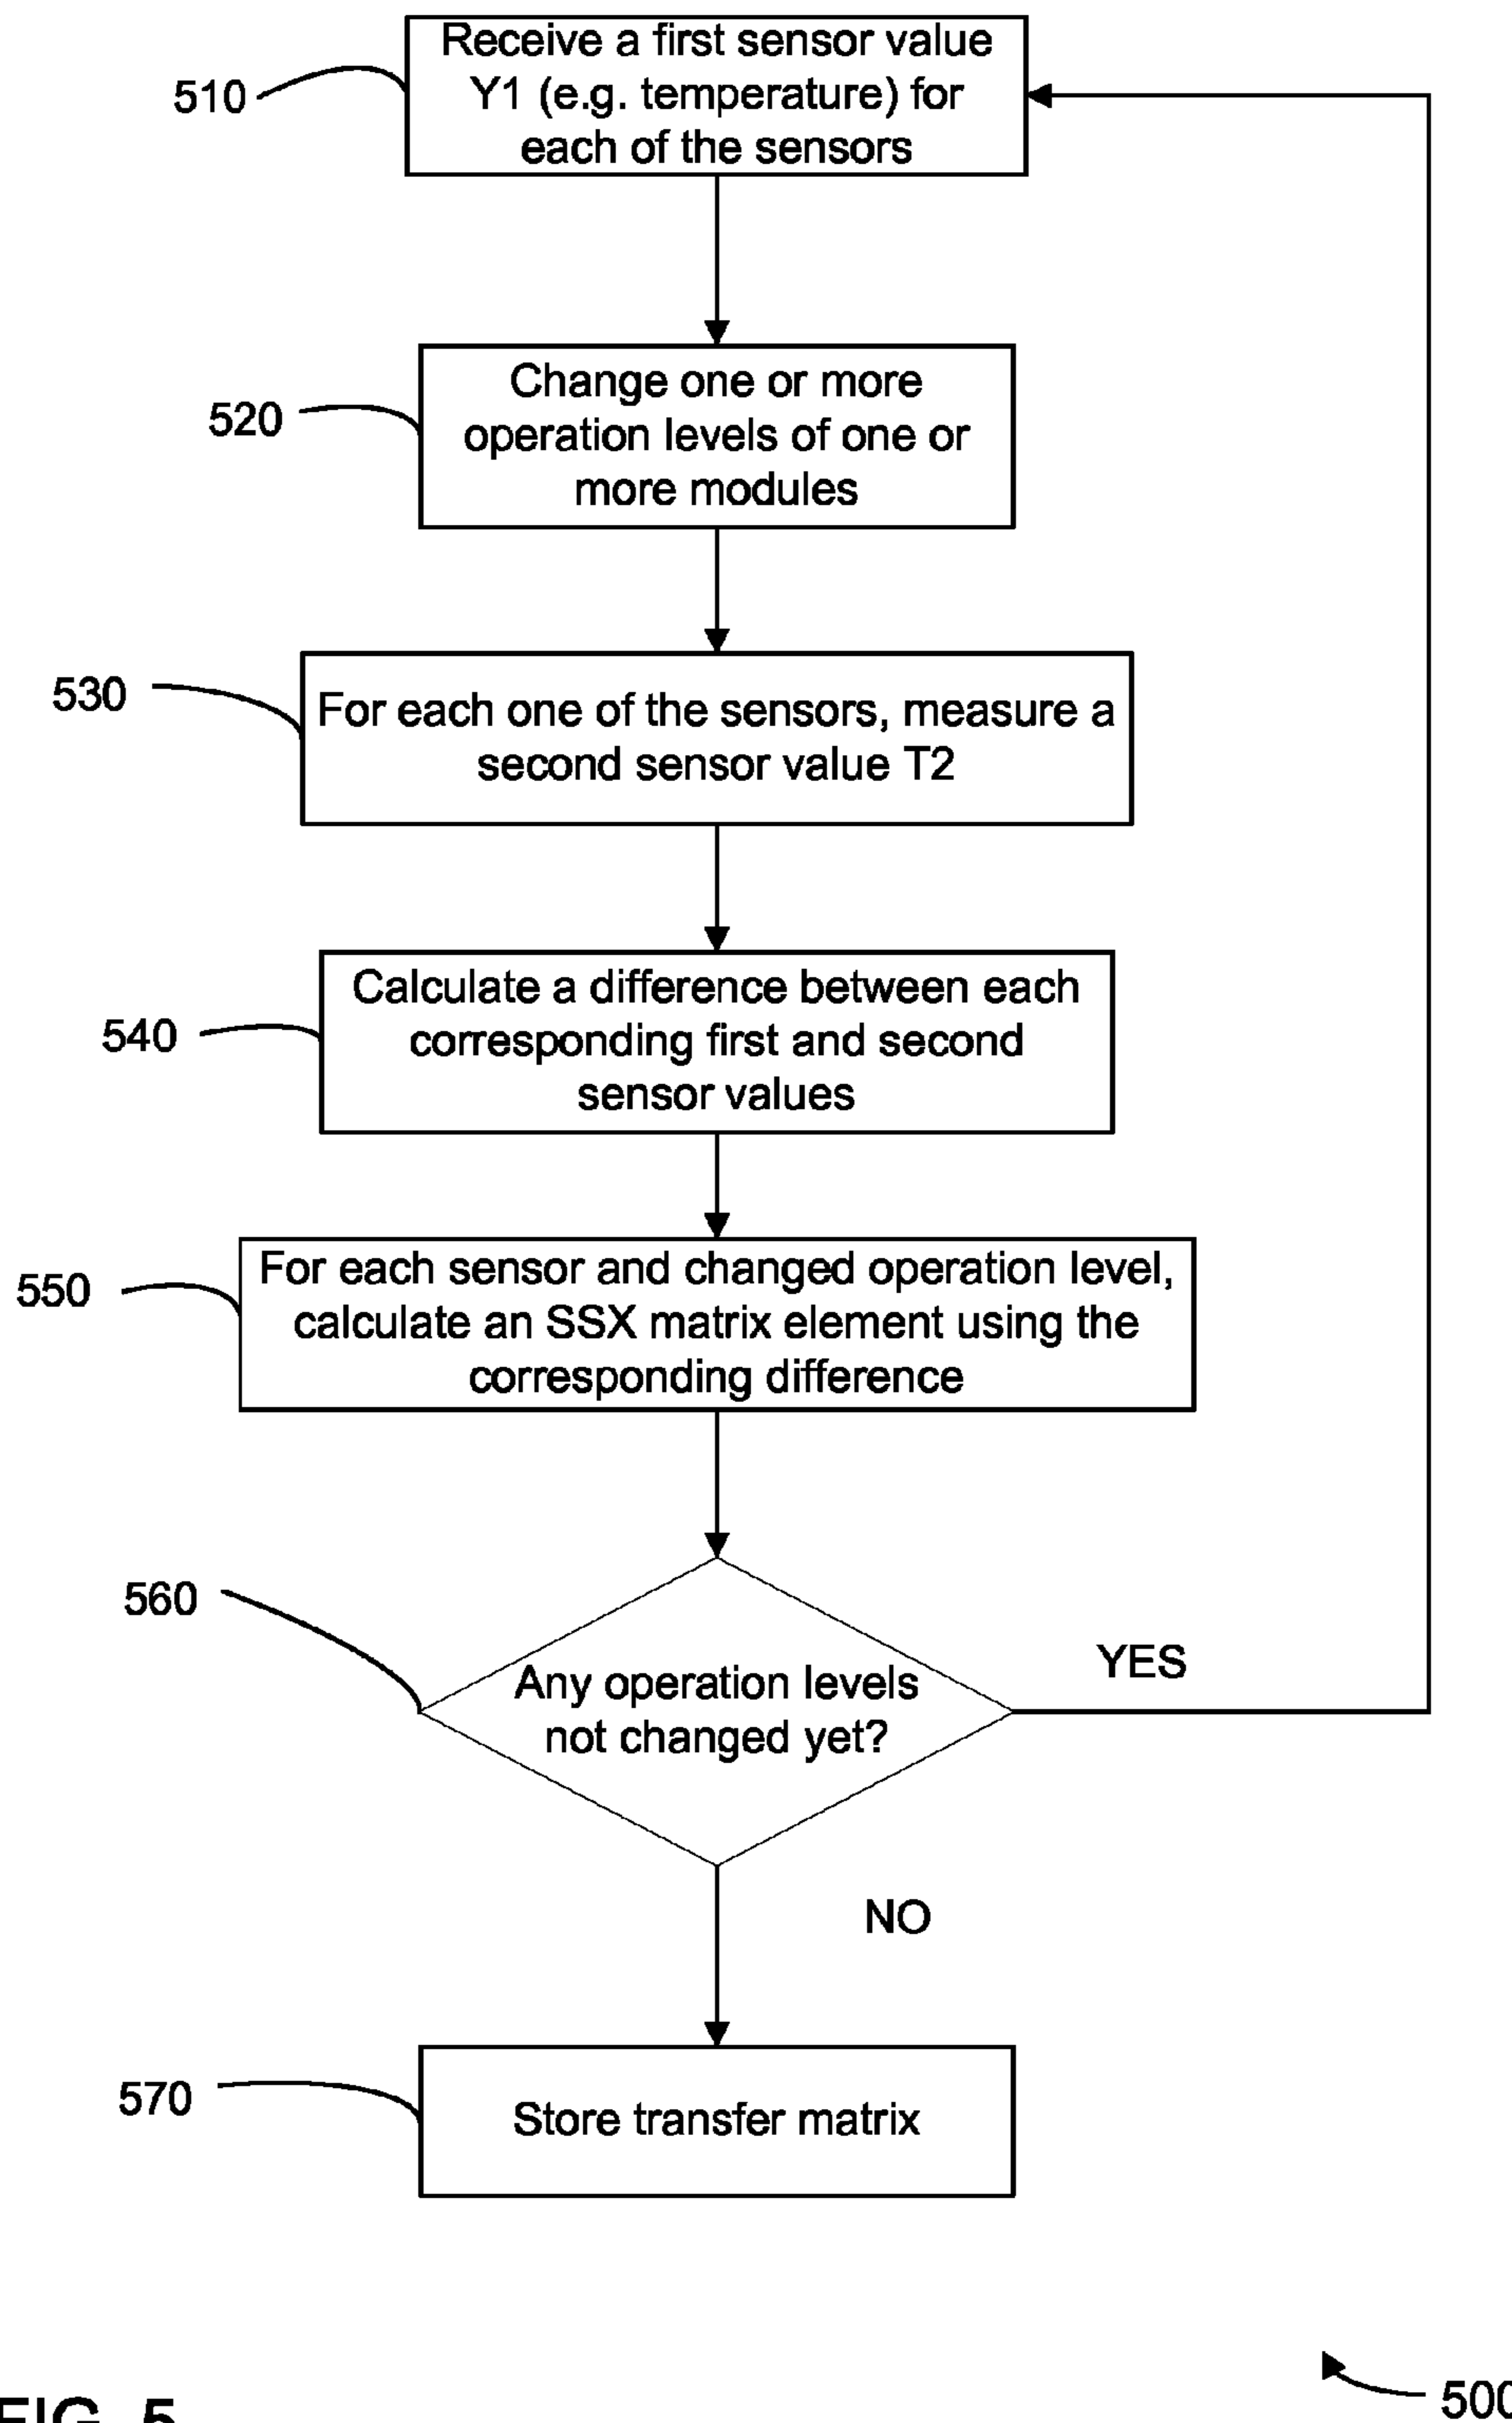 Receive a first sensor value
Y1 (e.g. temperature) for
each of the sensors
510
Change one or more
operation levels of one or
more modules
520
For each one of the sensors, measure a
second sensor value T2
530
Calculate a difference between each
corresponding first and second
sensor values
540
For each sensor and changed operation level,
calculate an SSX matrix element using the
corresponding difference
550
560
Any operation levels
not changed yet?
YES
NO
570
Store transfer matrix
500
FIG. 5